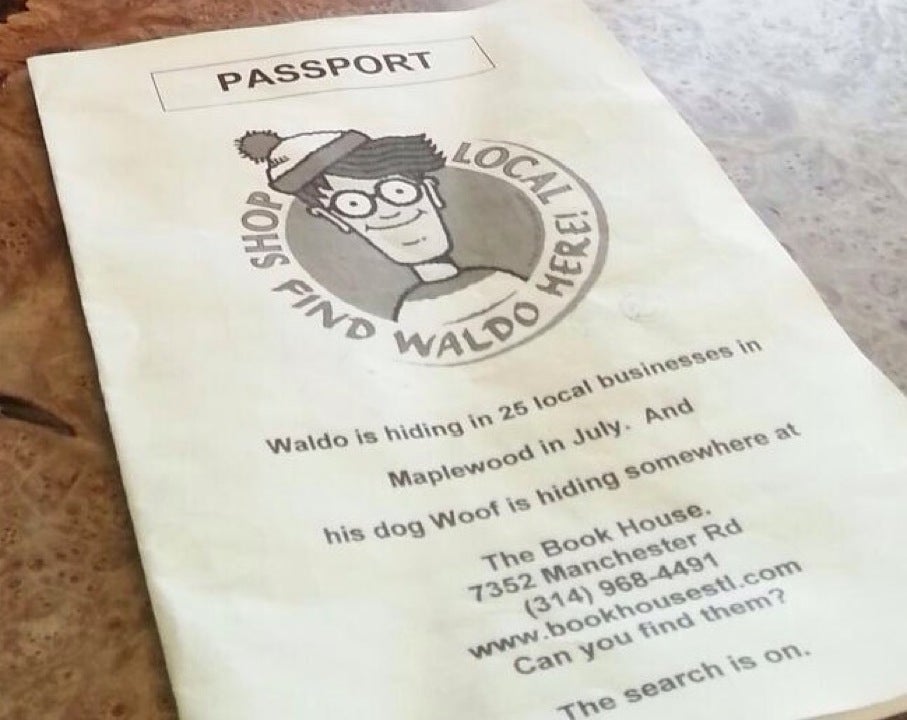 PASSPORT
SHOP LOCAL
FIND WALDO HERE!
Waldo is hiding in 25 local businesses in
Maplewood in July. And
his dog Woof is hiding somewhere at
The Book House.
7352 Manchester Rd
(314) 968-4491
www.bookhousestl.com
Can you find them?
The search is on.